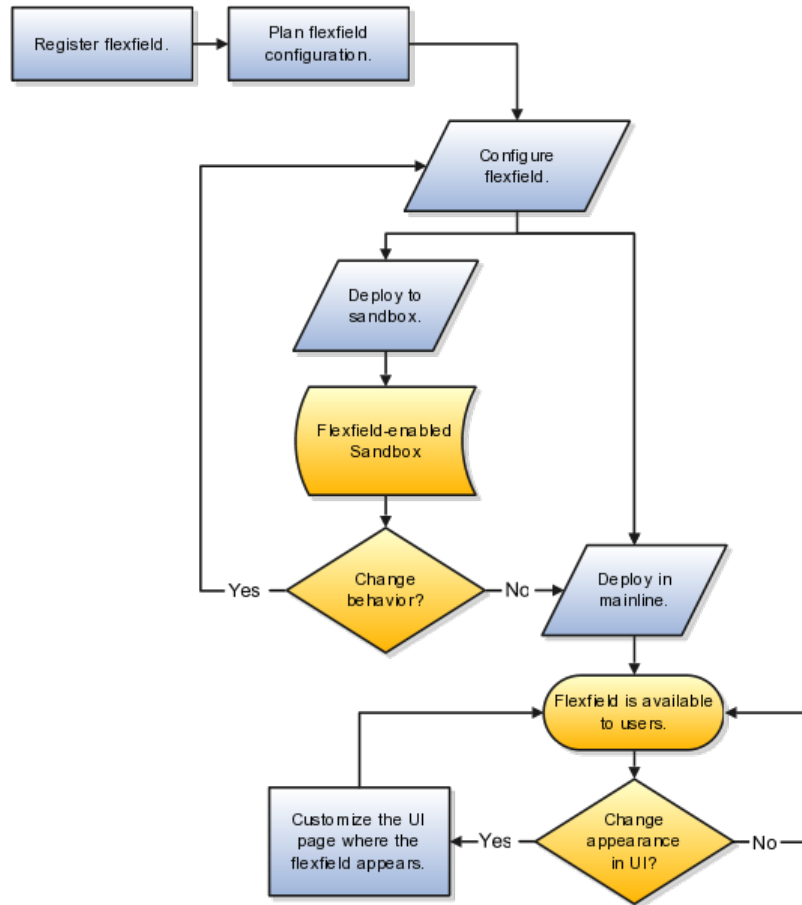 Register flexfield.
Plan flexfield
configuration.
Configure
flexfield.
Deploy to
sandbox.
Flexfield-enabled
Sandbox
Change
behavior?
Yes
No
Deploy in
mainline.
Flexfield is available
to users.
Customize the UI
page where the
flexfield appears.
Yes
Change
appearance
in UI?
No